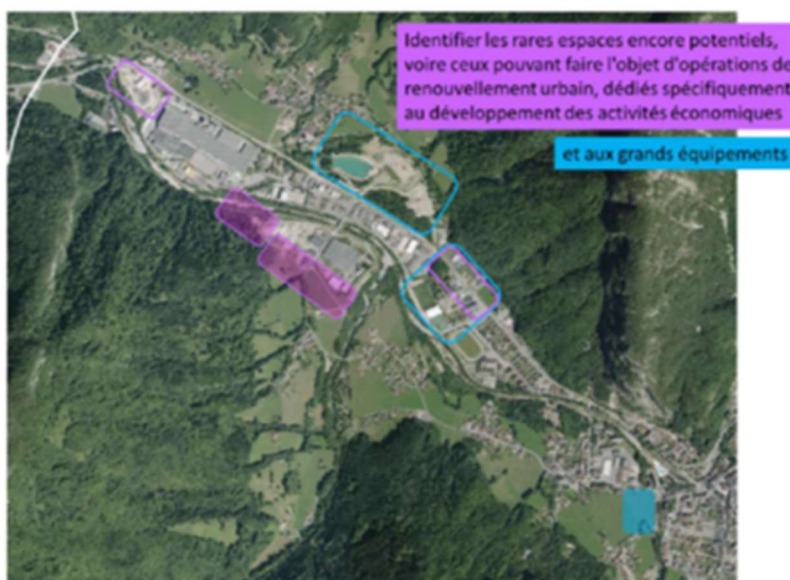 Identifier les rares espaces encore potentiels,
voire ceux pouvant faire l'objet d'opérations de
renouvellement urbain, dédiés spécifiquement
au développement des activités économiques
et aux grands équipements